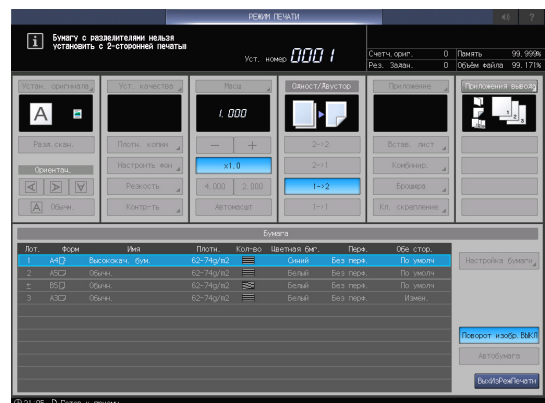 РЕЖИМ ПЕЧАТИ
Бумагу с разделителями нельзя
установить с 2-сторонней печатью
Уст. номер 0001
Счетч.ориг. 0
Память 99.999%
Рез. Задан. 0
Объём файла 99.171%
Устан. оригинала
Уст. качества
Масш
Одност/Двустор
Приложение
Приложения вывода
A
1. 000
Разл.скан.
Плотн. копии
2->2
Встав. лист
Ориентац.
Настроить фон
x1.0
2->1
Комбинир.
Резкость
4.000
2.000
1->2
Брошюра
A Обычн.
Контр-ть
Автомасшт
1->1
Кл. скрепление
Бумага
Лот. Форм Имя Плотн. Кол-во Цветная бмг. Перф. Обе стор.
1 A4 Высококач. бум. 62-74g/m2 Синий Без перф. По умолч
2 A5 Обычн. 62-74g/m2 Белый Без перф. По умолч
B5 Обычн. 62-74g/m2 Белый Без перф. По умолч
3 A3 Обычн. 62-74g/m2 Белый Без перф. Измен.
Настройка бумаги
Поворот изобр.ВЫКЛ
Автобумага
ВыхИзРежПечати